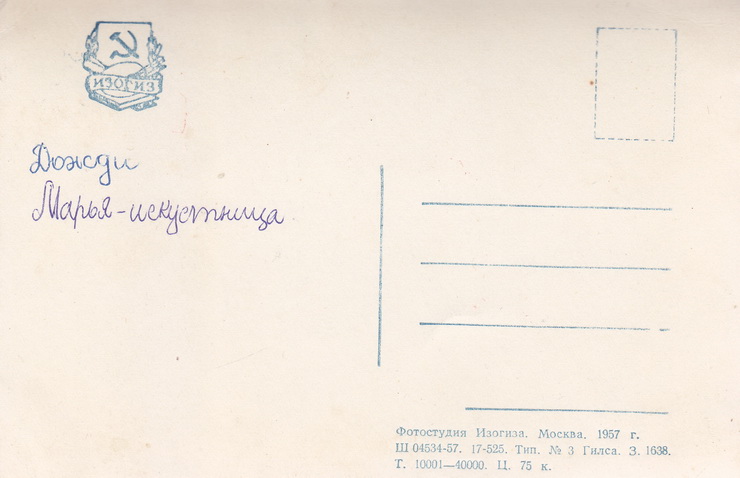 ИЗОГИЗ
Дожди
Марья-искустница
Фотостудия Изогиза. Москва. 1957 г.
Ш 04534-57. 17-525. Тип. № 3 Гилса. З. 1638.
Т. 10001—40000. Ц. 75 к.